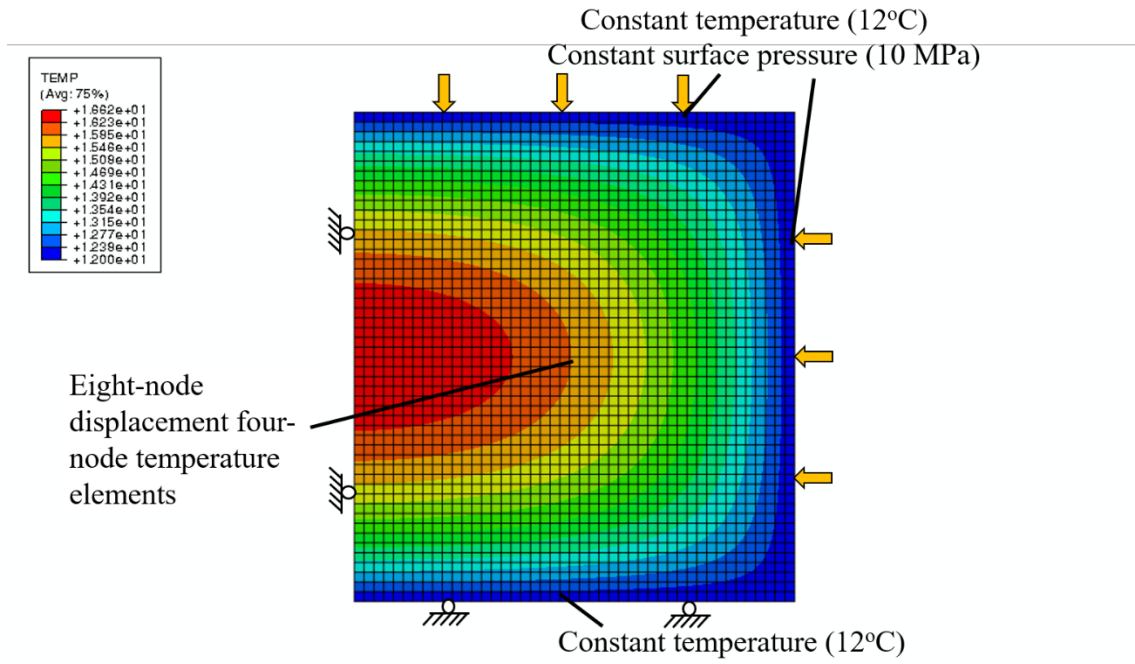 Constant temperature (12°C)
Constant surface pressure (10 MPa)
TEMP
(Avg: 75%)
+1.662e+01
+1.623e+01
+1.585e+01
+1.546e+01
+1.508e+01
+1.469e+01
+1.431e+01
+1.392e+01
+1.354e+01
+1.315e+01
+1.277e+01
+1.239e+01
+1.200e+01
Eight-node
displacement four-
node temperature
elements
Constant temperature (12°C)